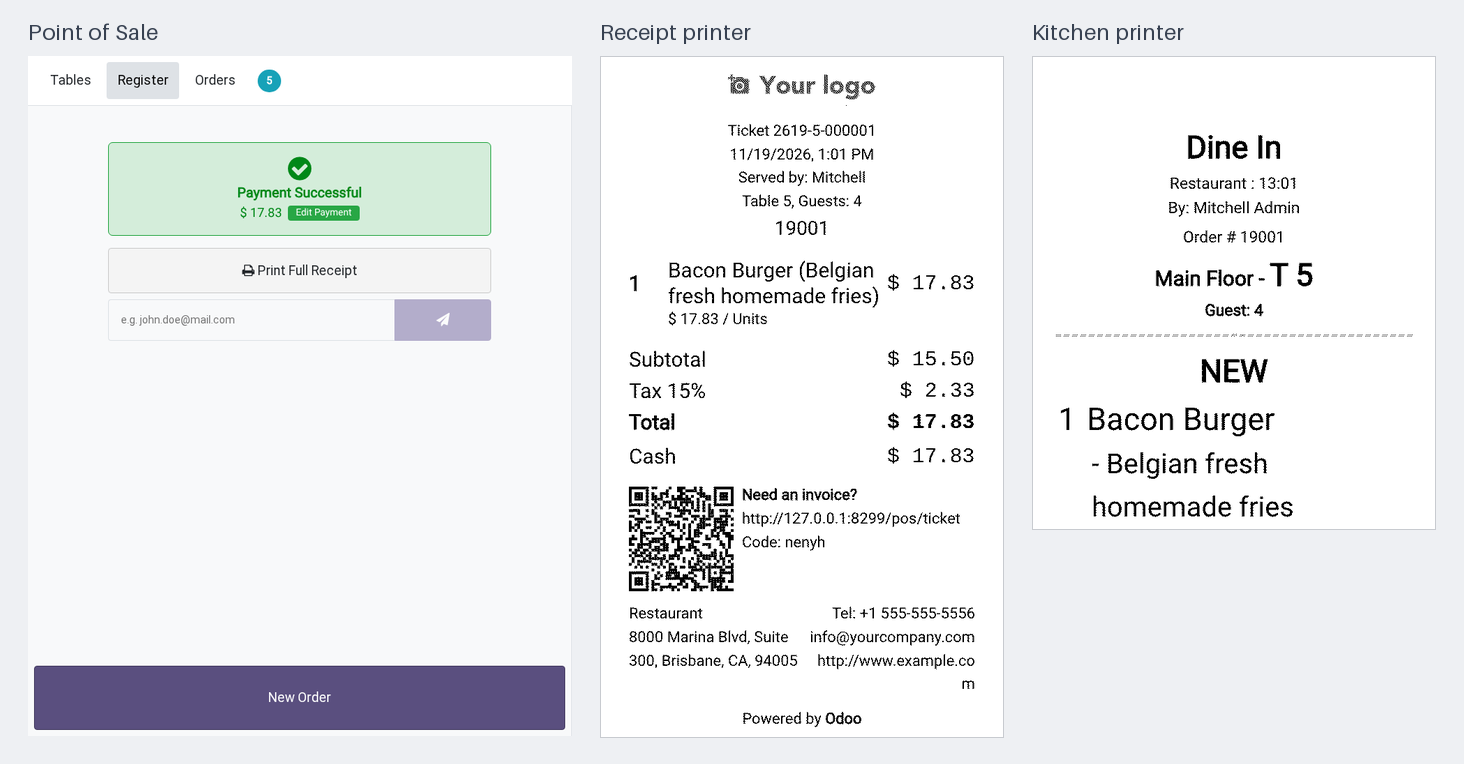 Point of Sale
Tables
Register
Orders
5
Payment Successful
$ 17.83
Edit Payment
Print Full Receipt
e.g. john.doe@mail.com
New Order
Receipt printer
Your logo
Ticket 2619-5-000001
11/19/2026, 1:01 PM
Served by: Mitchell
Table 5, Guests: 4
19001
1 Bacon Burger (Belgian $ 17.83
fresh homemade fries)
$ 17.83 / Units
Subtotal $ 15.50
Tax 15% $ 2.33
Total $ 17.83
Cash $ 17.83
Need an invoice?
http://127.0.0.1:8299/pos/ticket
Code: nenyh
Restaurant
8000 Marina Blvd, Suite
300, Brisbane, CA, 94005
Tel: +1 555-555-5556
info@yourcompany.com
http://www.example.co
m
Powered by Odoo
Kitchen printer
Dine In
Restaurant : 13:01
By: Mitchell Admin
Order # 19001
Main Floor - T 5
Guest: 4
NEW
1 Bacon Burger
- Belgian fresh
homemade fries